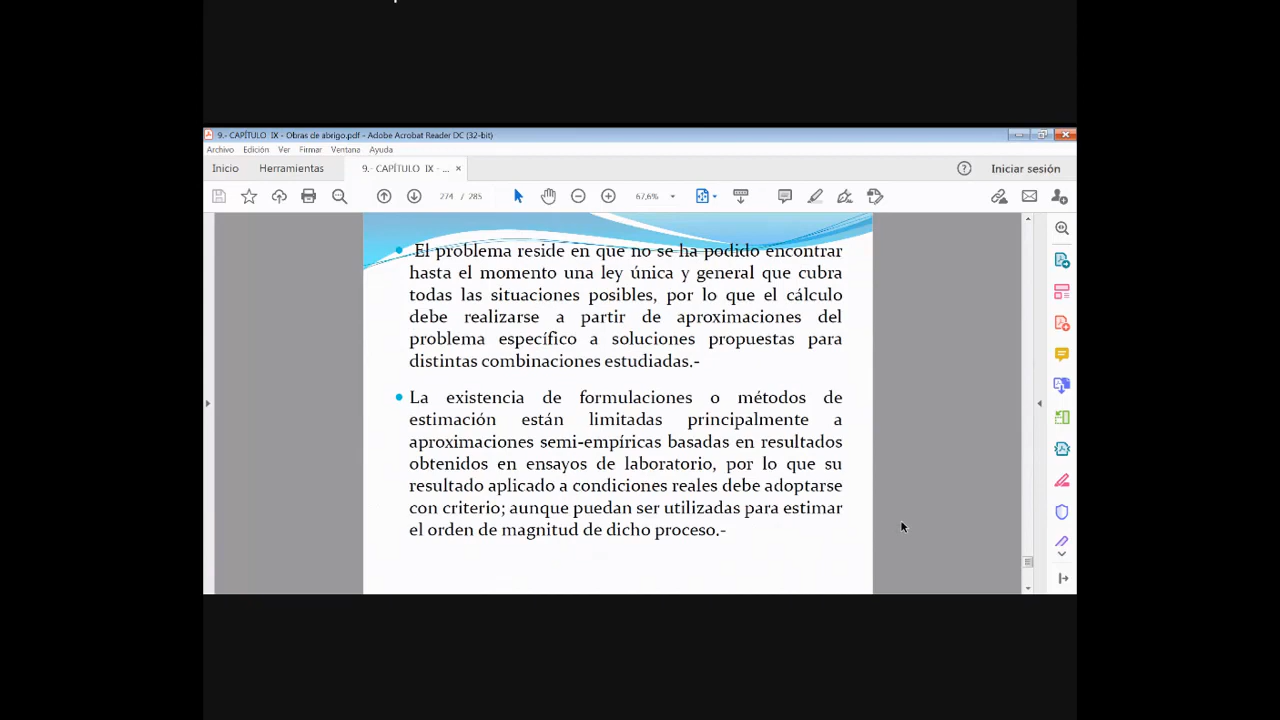 9.- CAPÍTULO IX - Obras de abrigo.pdf - Adobe Acrobat Reader DC (32-bit)
Archivo Edición Ver Firmar Ventana Ayuda
Inicio Herramientas 9.- CAPÍTULO IX - ... × Iniciar sesión
274 / 285 67,6%
• El problema reside en que no se ha podido encontrar
hasta el momento una ley única y general que cubra
todas las situaciones posibles, por lo que el cálculo
debe realizarse a partir de aproximaciones del
problema específico a soluciones propuestas para
distintas combinaciones estudiadas.-
• La existencia de formulaciones o métodos de
estimación están limitadas principalmente a
aproximaciones semi-empíricas basadas en resultados
obtenidos en ensayos de laboratorio, por lo que su
resultado aplicado a condiciones reales debe adoptarse
con criterio; aunque puedan ser utilizadas para estimar
el orden de magnitud de dicho proceso.-